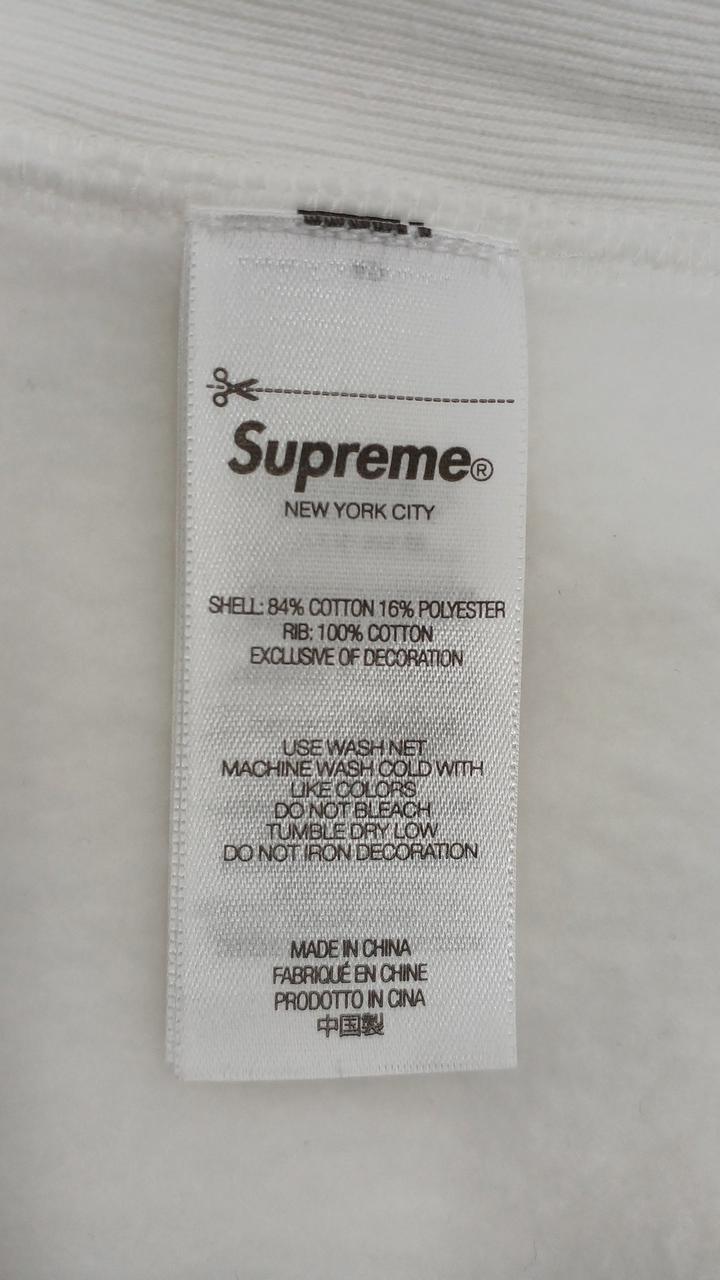 Supreme®
NEW YORK CITY
SHELL: 84% COTTON 16% POLYESTER
RIB: 100% COTTON
EXCLUSIVE OF DECORATION
USE WASH NET
MACHINE WASH COLD WITH
LIKE COLORS
DO NOT BLEACH
TUMBLE DRY LOW
DO NOT IRON DECORATION
MADE IN CHINA
FABRIQUÉ EN CHINE
PRODOTTO IN CINA
中国製